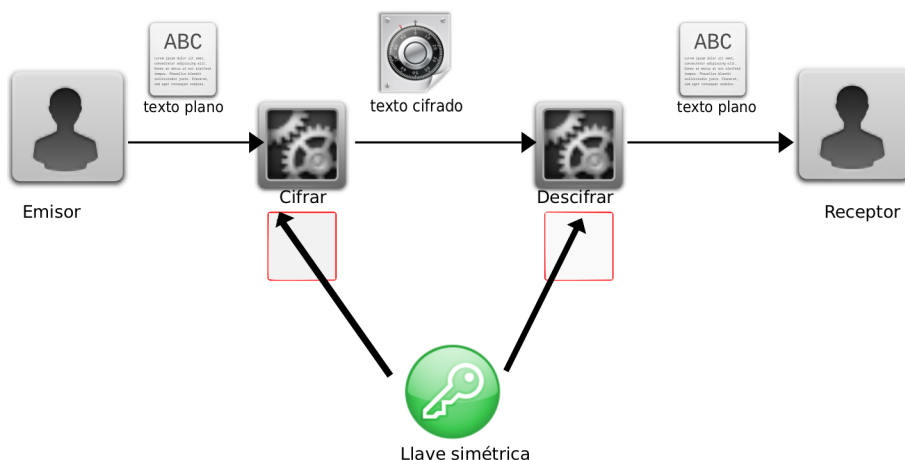 ABC
texto plano
texto cifrado
ABC
texto plano
Emisor
Cifrar
Descifrar
Receptor
Llave simétrica